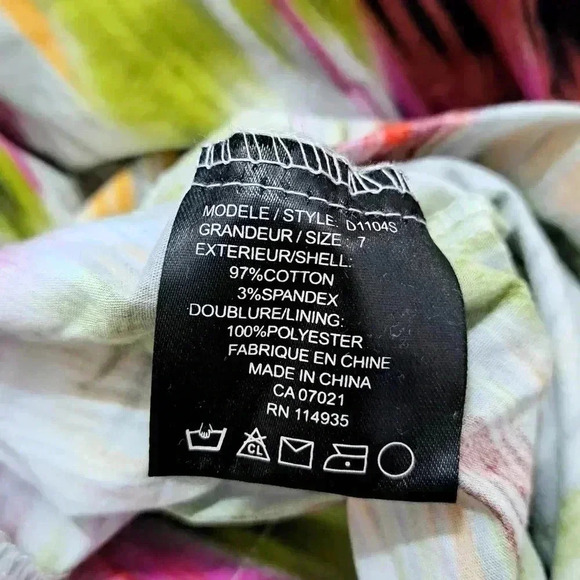 MODELE / STYLE: D1104S
GRANDEUR / SIZE: 7
EXTERIEUR/SHELL:
97%COTTON
3%SPANDEX
DOUBLURE/LINING:
100%POLYESTER
FABRIQUE EN CHINE
MADE IN CHINA
CA 07021
RN 114935
CL